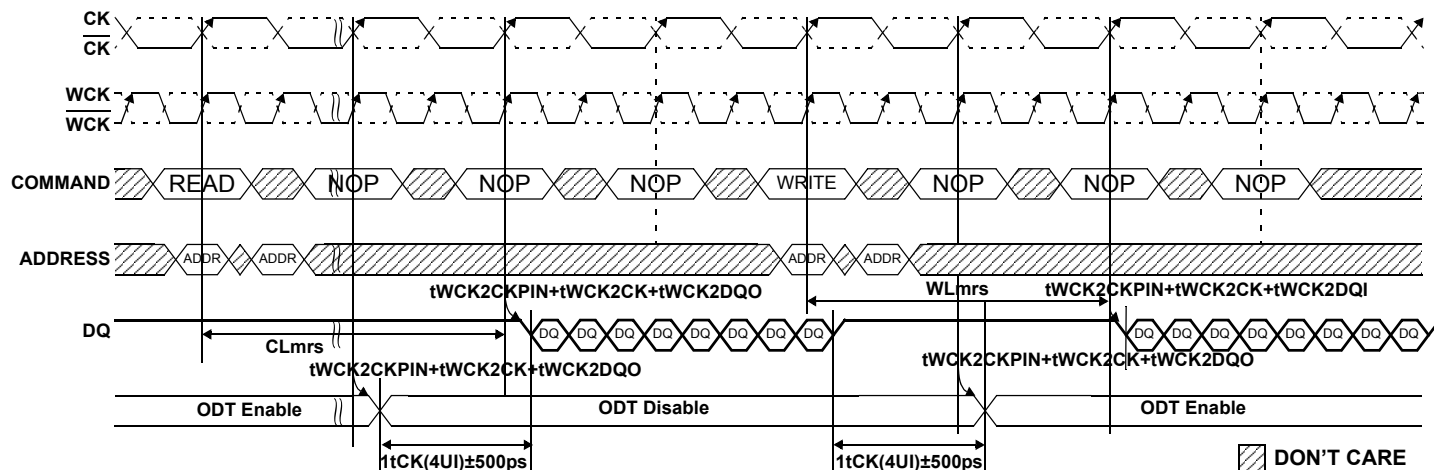 CK
CK
WCK
WCK
COMMAND READ NOP NOP NOP WRITE NOP NOP NOP
ADDRESS ADDR ADDR ADDR ADDR
tWCK2CKPIN+tWCK2CK+tWCK2DQO WLmrs tWCK2CKPIN+tWCK2CK+tWCK2DQI
DQ DQ DQ DQ DQ DQ DQ DQ DQ DQ DQ DQ DQ DQ DQ DQ DQ
CLmrs
tWCK2CKPIN+tWCK2CK+tWCK2DQO tWCK2CKPIN+tWCK2CK+tWCK2DQO
ODT Enable ODT Disable ODT Enable
1tCK(4UI)±500ps 1tCK(4UI)±500ps DON'T CARE